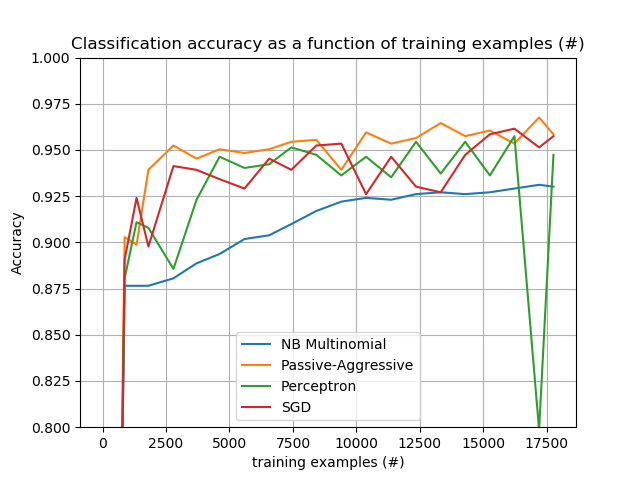 Classification accuracy as a function of training examples (#)
1.000
0.975
0.950
0.925
0.900
0.875
0.850
0.825
0.800
Accuracy
NB Multinomial
Passive-Aggressive
Perceptron
SGD
0 2500 5000 7500 10000 12500 15000 17500
training examples (#)